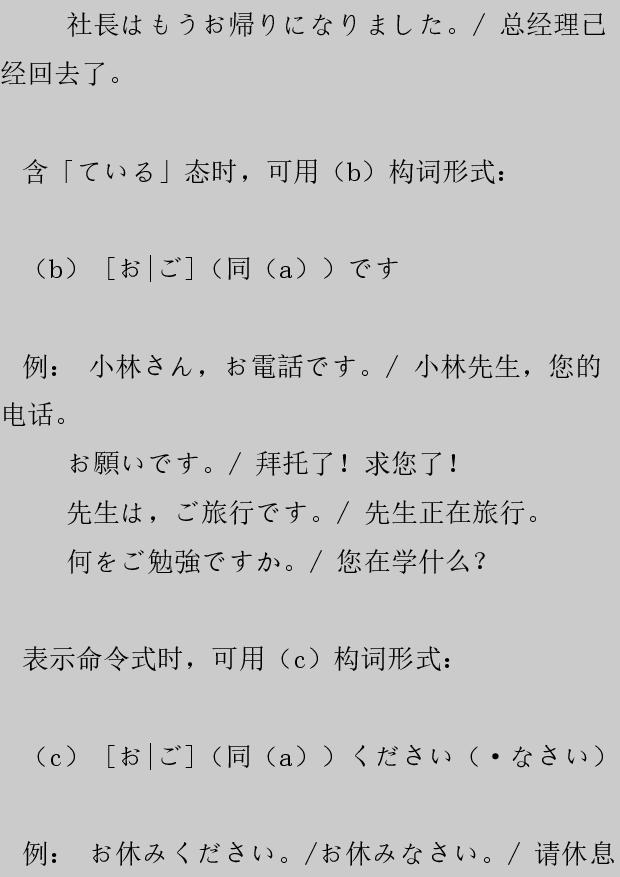 社長はもうお帰りになりました。/ 总经理已
经回去了。
含「ている」态时，可用（b）构词形式：
（b）［お|ご］（同（a））です
例： 小林さん，お電話です。/ 小林先生，您的
电话。
お願いです。/ 拜托了！求您了！
先生は，ご旅行です。/ 先生正在旅行。
何をご勉強ですか。/ 您在学什么？
表示命令式时，可用（c）构词形式：
（c）［お|ご］（同（a））ください（・なさい）
例： お休みください。/お休みなさい。/ 请休息